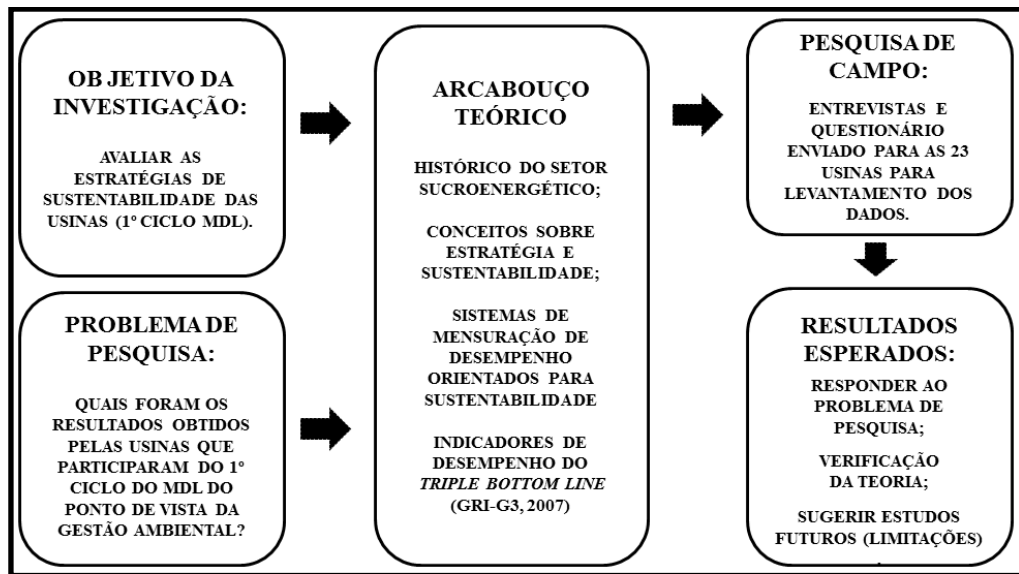 OBJETIVO DA
INVESTIGAÇÃO:
AVALIAR AS
ESTRATÉGIAS DE
SUSTENTABILIDADE DAS
USINAS (1º CICLO MDL).
PROBLEMA DE
PESQUISA:
QUAIS FORAM OS
RESULTADOS OBTIDOS
PELAS USINAS QUE
PARTICIPARAM DO 1º
CICLO DO MDL DO
PONTO DE VISTA DA
GESTÃO AMBIENTAL?
ARCABOUÇO
TEÓRICO
HISTÓRICO DO SETOR
SUCROENERGÉTICO;
CONCEITOS SOBRE
ESTRATÉGIA E
SUSTENTABILIDADE;
SISTEMAS DE
MENSURAÇÃO DE
DESEMPENHO
ORIENTADOS PARA
SUSTENTABILIDADE
INDICADORES DE
DESEMPENHO DO
TRIPLE BOTTOM LINE
(GRI-G3, 2007)
PESQUISA DE
CAMPO:
ENTREVISTAS E
QUESTIONÁRIO
ENVIADO PARA AS 23
USINAS PARA
LEVANTAMENTO DOS
DADOS.
RESULTADOS
ESPERADOS:
RESPONDER AO
PROBLEMA DE
PESQUISA;
VERIFICAÇÃO
DA TEORIA;
SUGERIR ESTUDOS
FUTUROS (LIMITAÇÕES)
.